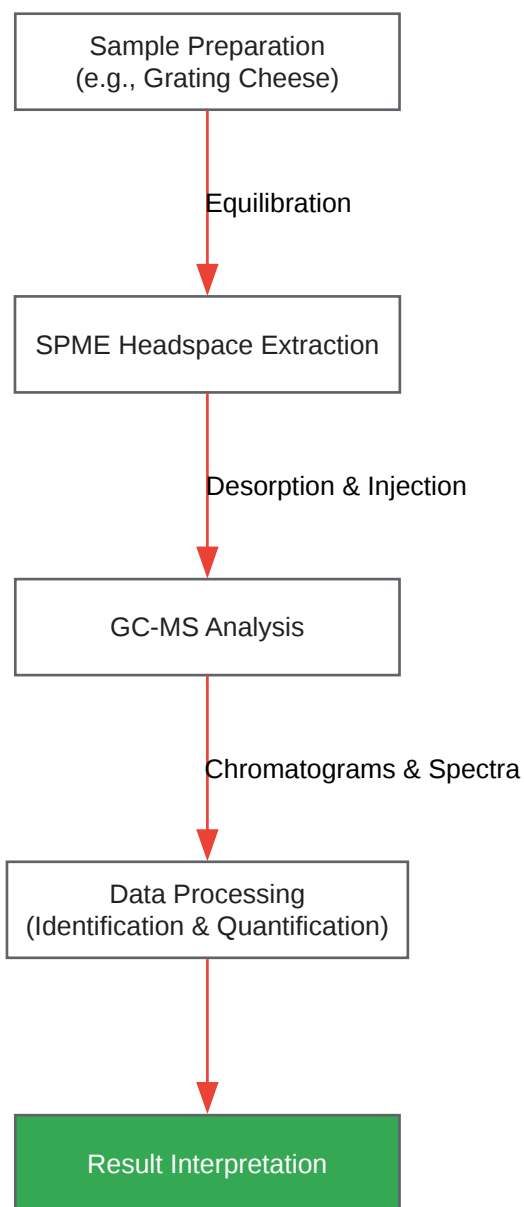 Sample Preparation
(e.g., Grating Cheese)
Equilibration
SPME Headspace Extraction
Desorption & Injection
GC-MS Analysis
Chromatograms & Spectra
Data Processing
(Identification & Quantification)
Result Interpretation